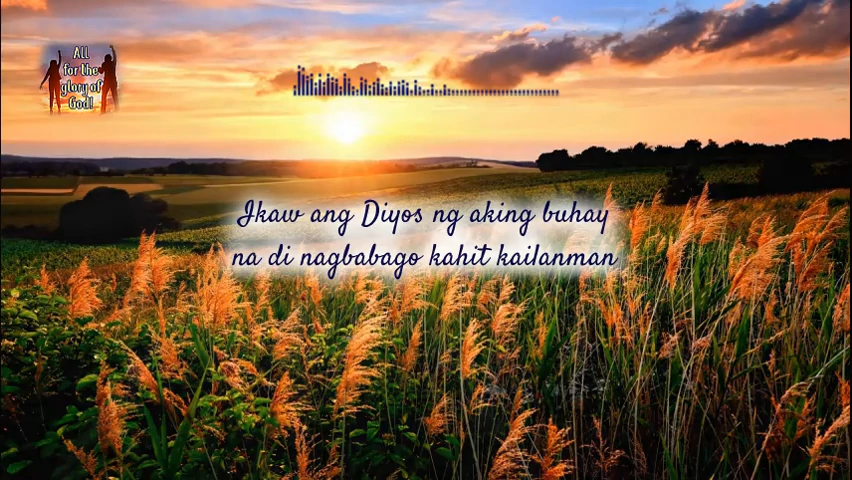 All
for the
glory of
God!
Ikaw ang Diyos ng aking buhay
na di nagbabago kahit kailanman